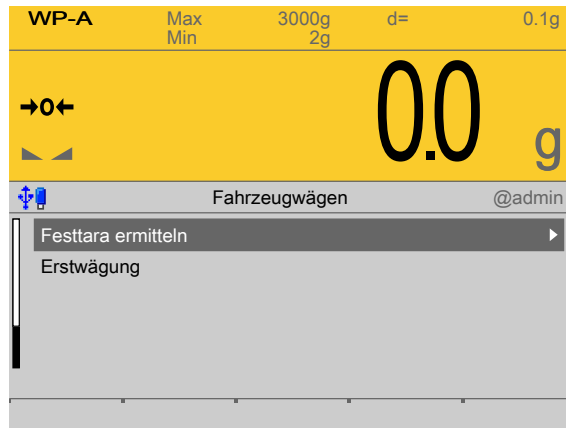 WP-A Max 3000g d= 0.1g
Min 2g
→0←
0.0 g
Fahrzeugwägen @admin
Festtara ermitteln
Erstwägung